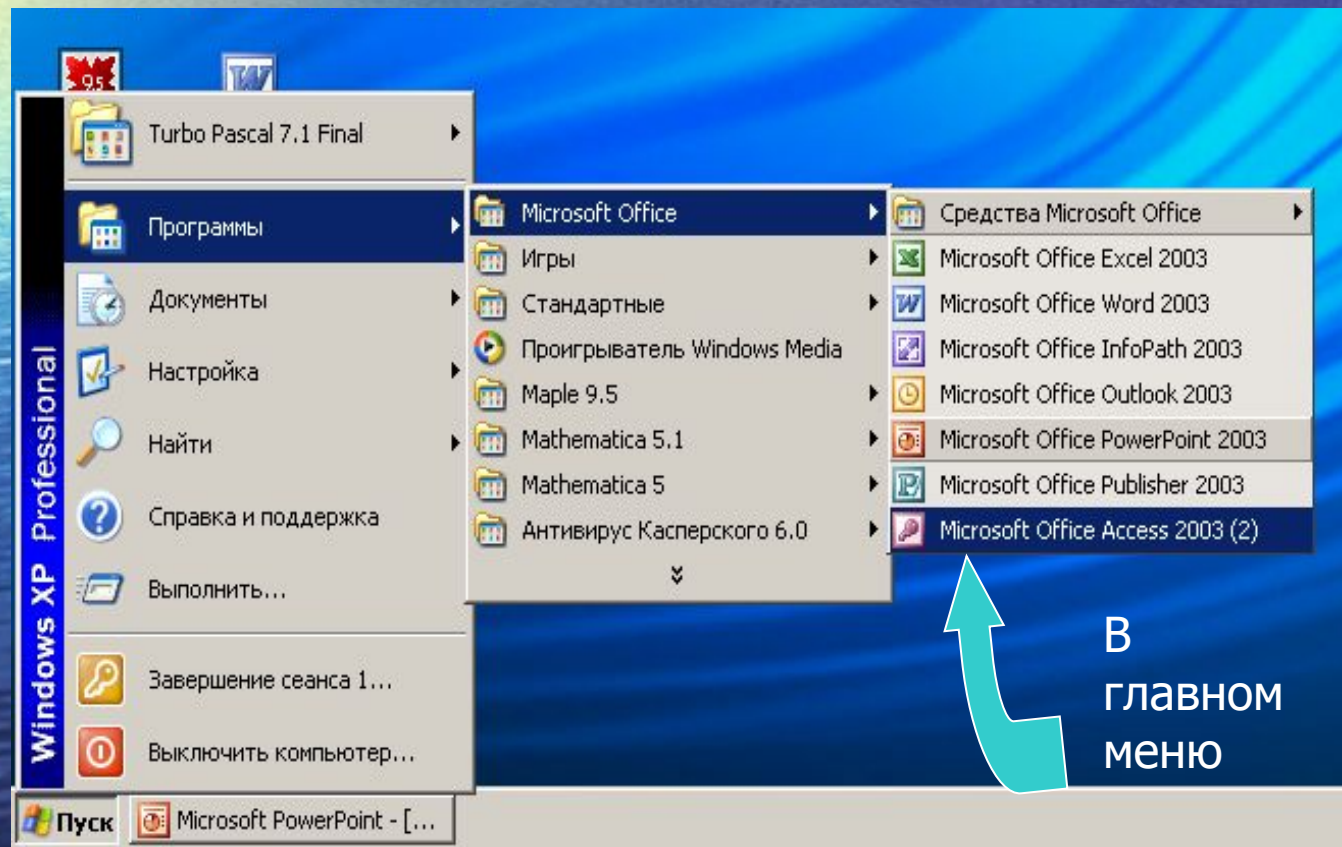 9.5
W
Turbo Pascal 7.1 Final
Программы
Документы
Настройка
Найти
Справка и поддержка
Выполнить...
Завершение сеанса 1...
Выключить компьютер...
Windows XP Professional
Microsoft Office
Игры
Стандартные
Проигрыватель Windows Media
Maple 9.5
Mathematica 5.1
Mathematica 5
Антивирус Касперского 6.0
Средства Microsoft Office
Microsoft Office Excel 2003
Microsoft Office Word 2003
Microsoft Office InfoPath 2003
Microsoft Office Outlook 2003
Microsoft Office PowerPoint 2003
Microsoft Office Publisher 2003
Microsoft Office Access 2003 (2)
В
главном
меню
Пуск
Microsoft PowerPoint - [...